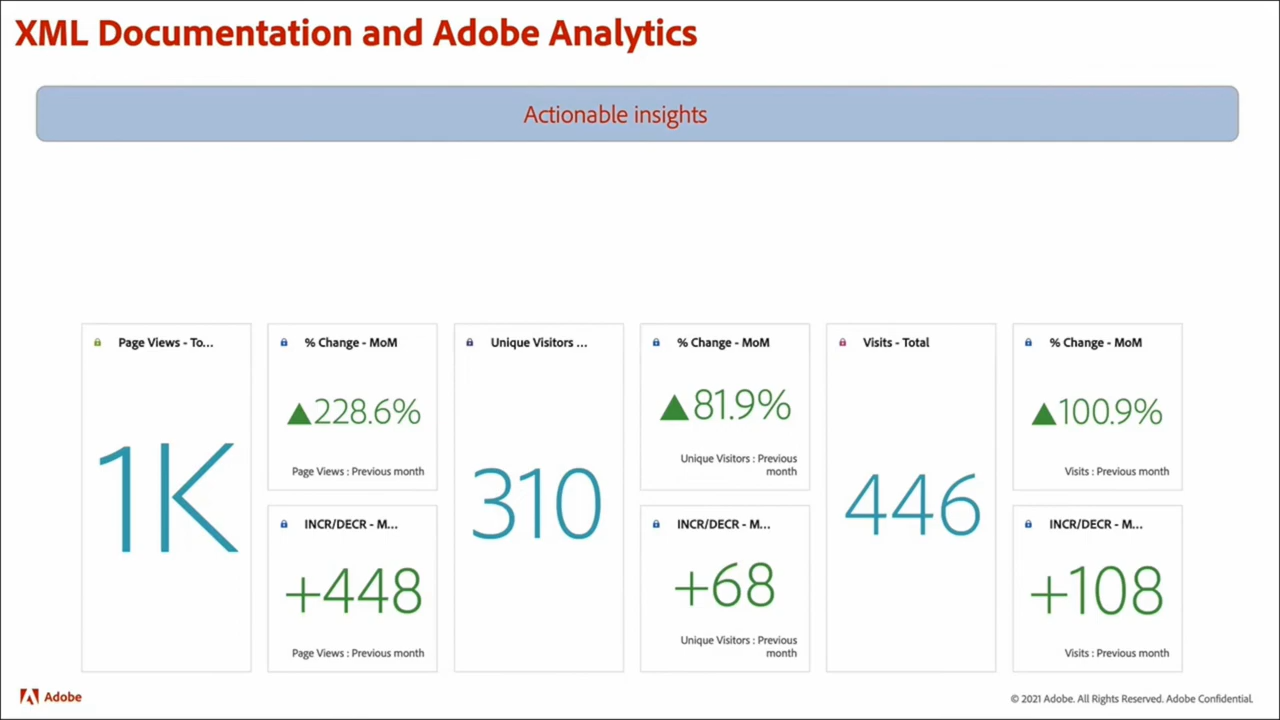 XML Documentation and Adobe Analytics
Actionable insights
Page Views - To...
1K
% Change - MoM
▲228.6%
Page Views : Previous month
INCR/DECR - M...
+448
Page Views : Previous month
Unique Visitors ...
310
% Change - MoM
▲81.9%
Unique Visitors : Previous
month
INCR/DECR - M...
+68
Unique Visitors : Previous
month
Visits - Total
446
% Change - MoM
▲100.9%
Visits : Previous month
INCR/DECR - M...
+108
Visits : Previous month
Adobe
© 2021 Adobe. All Rights Reserved. Adobe Confidential.